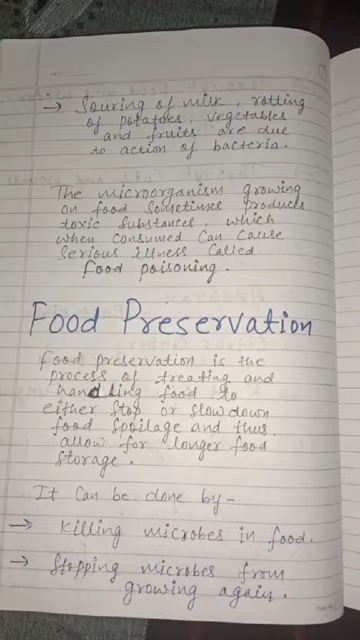 → Souring of milk, rotting
of potatoes, vegetables
and fruits are due
to action of bacteria.
The microorganism growing
on food Sometimes produces
toxic Substances, which
when consumed Can Cause
Serious illness Called
food poisoning.
Food Preservation
food preservation is the
process of treating and
handling food to
either stop or slow down
food spoilage and thus
allow for longer food
storage.
It Can be done by-
→ Killing microbes in food.
→ Stopping microbes from
growing again.